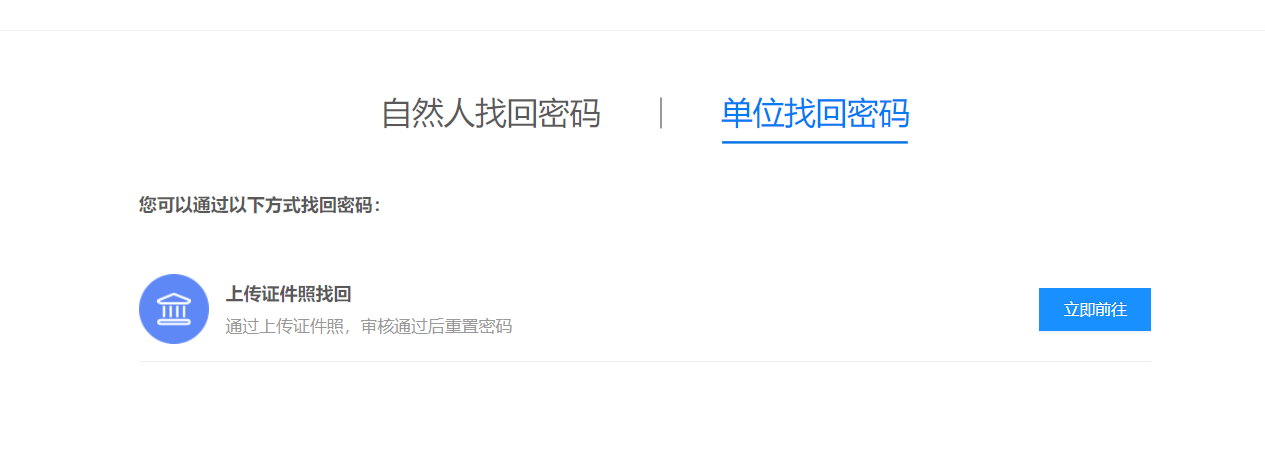 自然人找回密码 | 单位找回密码
您可以通过以下方式找回密码：
上传证件照找回
通过上传证件照，审核通过后重置密码
立即前往